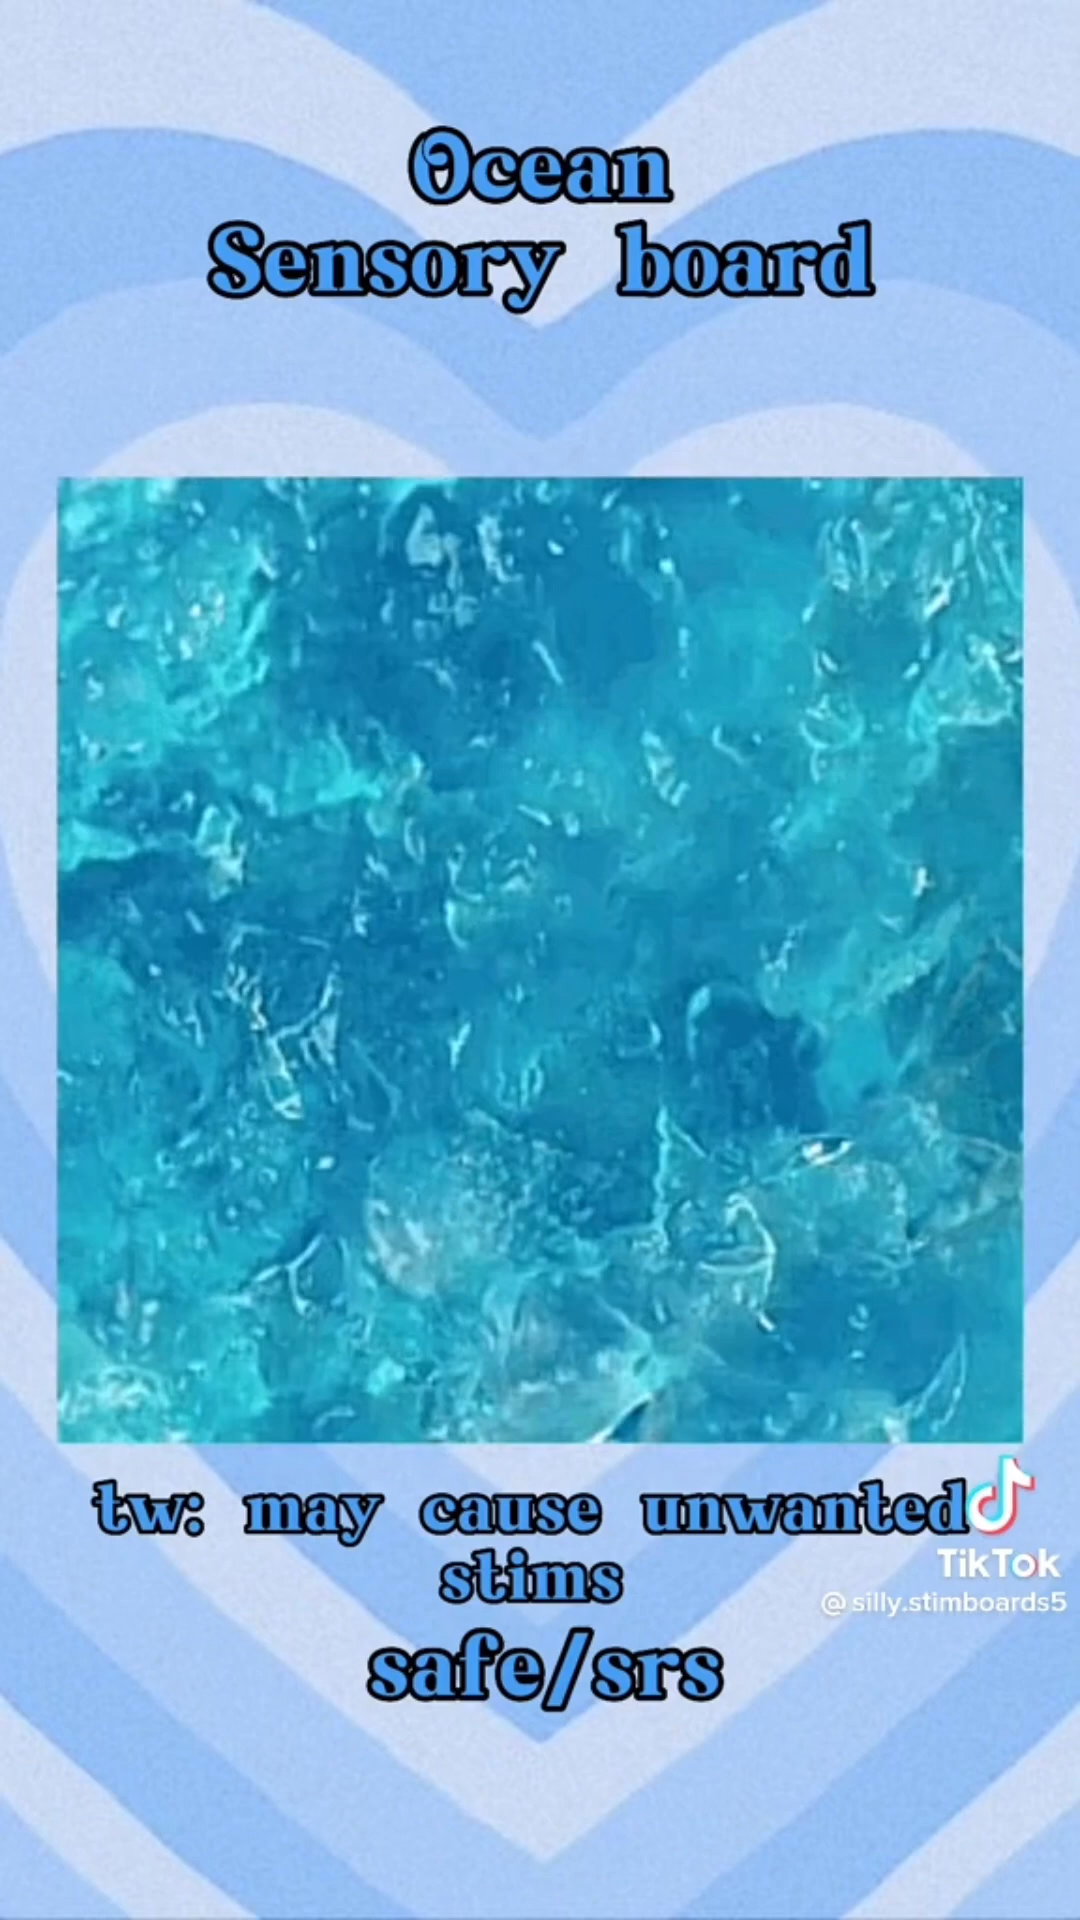 Ocean
Sensory board
tw: may cause unwanted
stims
TikTok
@silly.stimboards5
safe/srs